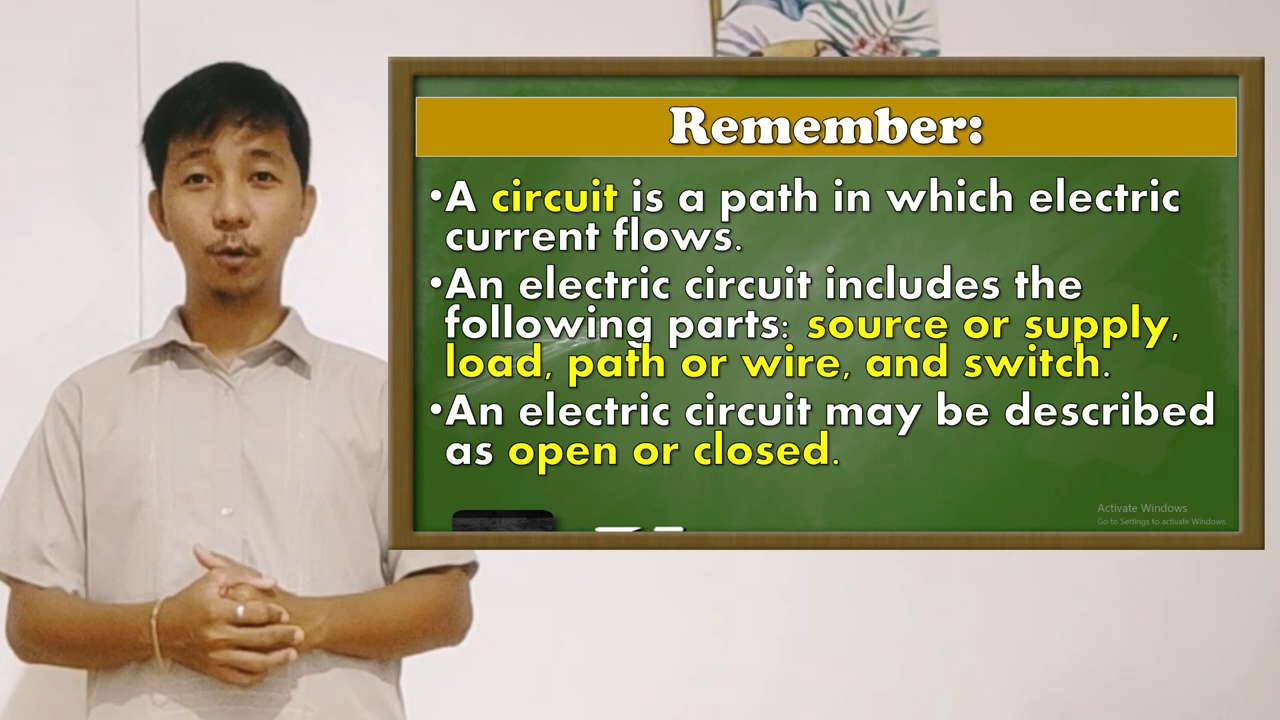 Remember:
•A circuit is a path in which electric
current flows.
•An electric circuit includes the
following parts: source or supply,
load, path or wire, and switch.
•An electric circuit may be described
as open or closed.
Activate Windows
Go to Settings to activate Windows.